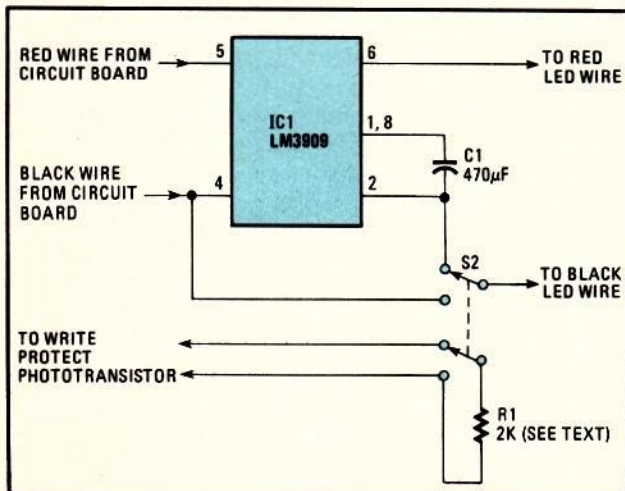 RED WIRE FROM
CIRCUIT BOARD
5
6
TO RED
LED WIRE
IC1
LM3909
1, 8
C1
470µF
BLACK WIRE
FROM CIRCUIT
BOARD
4
2
S2
TO BLACK
LED WIRE
TO WRITE
PROTECT
PHOTOTRANSISTOR
R1
2K (SEE TEXT)